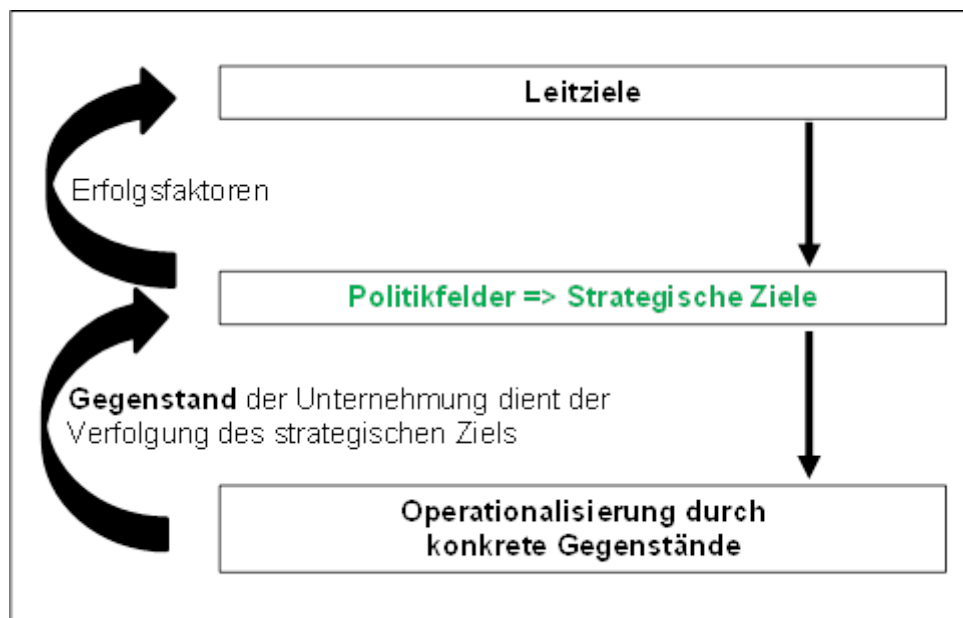 Leitziele
Erfolgsfaktoren
Politikfelder => Strategische Ziele
Gegenstand der Unternehmung dient der
Verfolgung des strategischen Ziels
Operationalisierung durch
konkrete Gegenstände